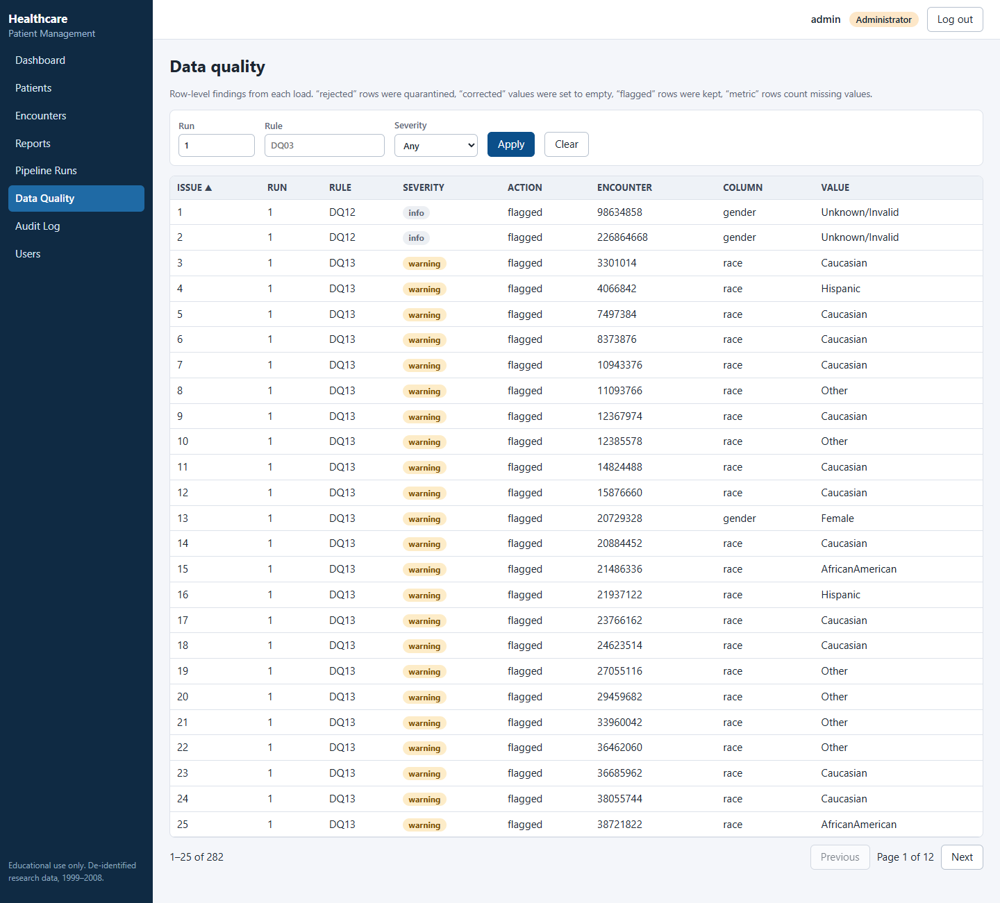 Healthcare
Patient Management
Dashboard
Patients
Encounters
Reports
Pipeline Runs
Data Quality
Audit Log
Users
Educational use only. De-identified
research data, 1999–2008.
admin Administrator Log out
Data quality
Row-level findings from each load. “rejected” rows were quarantined, “corrected” values were set to empty, “flagged” rows were kept, “metric” rows count missing values.
Run Rule Severity
1 DQ03 Any Apply Clear
ISSUE ▲ RUN RULE SEVERITY ACTION ENCOUNTER COLUMN VALUE
1 1 DQ12 info flagged 98634858 gender Unknown/Invalid
2 1 DQ12 info flagged 226864668 gender Unknown/Invalid
3 1 DQ13 warning flagged 3301014 race Caucasian
4 1 DQ13 warning flagged 4066842 race Hispanic
5 1 DQ13 warning flagged 7497384 race Caucasian
6 1 DQ13 warning flagged 8373876 race Caucasian
7 1 DQ13 warning flagged 10943376 race Caucasian
8 1 DQ13 warning flagged 11093766 race Other
9 1 DQ13 warning flagged 12367974 race Caucasian
10 1 DQ13 warning flagged 12385578 race Other
11 1 DQ13 warning flagged 14824488 race Caucasian
12 1 DQ13 warning flagged 15876660 race Caucasian
13 1 DQ13 warning flagged 20729328 gender Female
14 1 DQ13 warning flagged 20884452 race Caucasian
15 1 DQ13 warning flagged 21486336 race AfricanAmerican
16 1 DQ13 warning flagged 21937122 race Hispanic
17 1 DQ13 warning flagged 23766162 race Caucasian
18 1 DQ13 warning flagged 24623514 race Caucasian
19 1 DQ13 warning flagged 27055116 race Other
20 1 DQ13 warning flagged 29459682 race Other
21 1 DQ13 warning flagged 33960042 race Other
22 1 DQ13 warning flagged 36462060 race Other
23 1 DQ13 warning flagged 36685962 race Caucasian
24 1 DQ13 warning flagged 38055744 race Caucasian
25 1 DQ13 warning flagged 38721822 race AfricanAmerican
1–25 of 282 Previous Page 1 of 12 Next